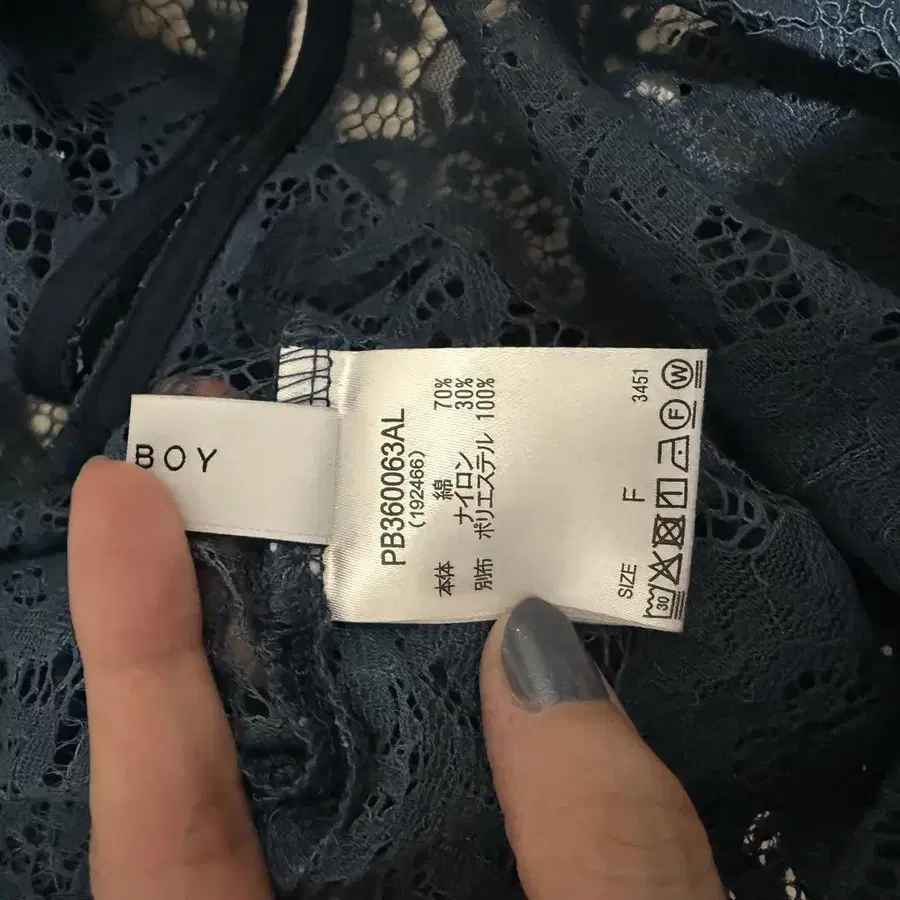 BOY
PB360063AL
(192466)
本体 綿 70%
ナイロン 30%
別布 ポリエステル 100%
SIZE F
30 F W
3451